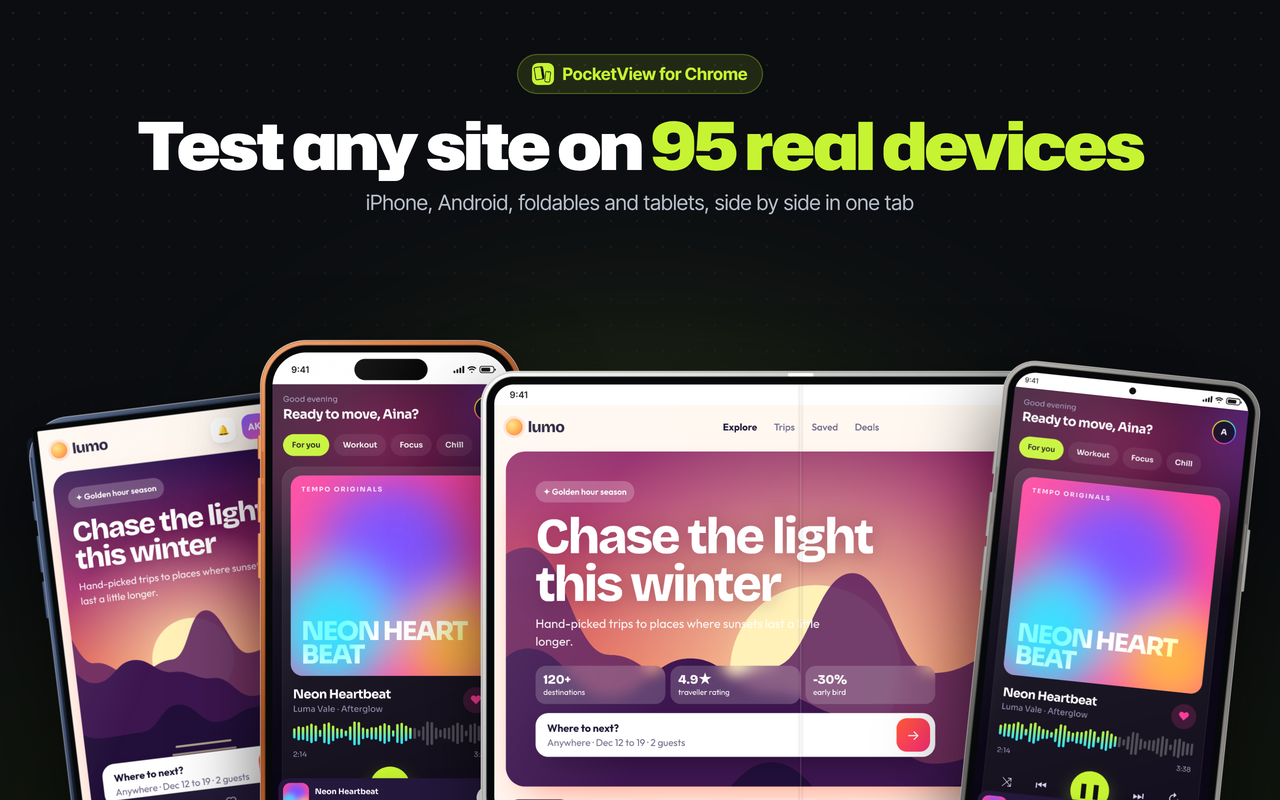 PocketView for Chrome
Test any site on 95 real devices
iPhone, Android, foldables and tablets, side by side in one tab
lumo
🔔
AK
✦ Golden hour season
Chase the light
this winter
Hand-picked trips to places where sunset
last a little longer.
Where to next?
Anywhere · Dec 12 to 19 · 2 guests
9:41
Good evening
Ready to move, Aina?
For you
Workout
Focus
Chill
TEMPO ORIGINALS
NEON HEART
BEAT
Neon Heartbeat
Luma Vale · Afterglow
2:14
3:
Neon Heartbeat
9:41
lumo
Explore
Trips
Saved
Deals
✦ Golden hour season
Chase the light
this winter
Hand-picked trips to places where sunsets last a little
longer.
120+
destinations
4.9★
traveller rating
-30%
early bird
Where to next?
Anywhere · Dec 12 to 19 · 2 guests
9:41
Good evening
Ready to move, Aina?
A
For you
Workout
Focus
Chill
TEMPO ORIGINALS
NEON HEART
BEAT
Neon Heartbeat
Luma Vale · Afterglow
2:14
3:38